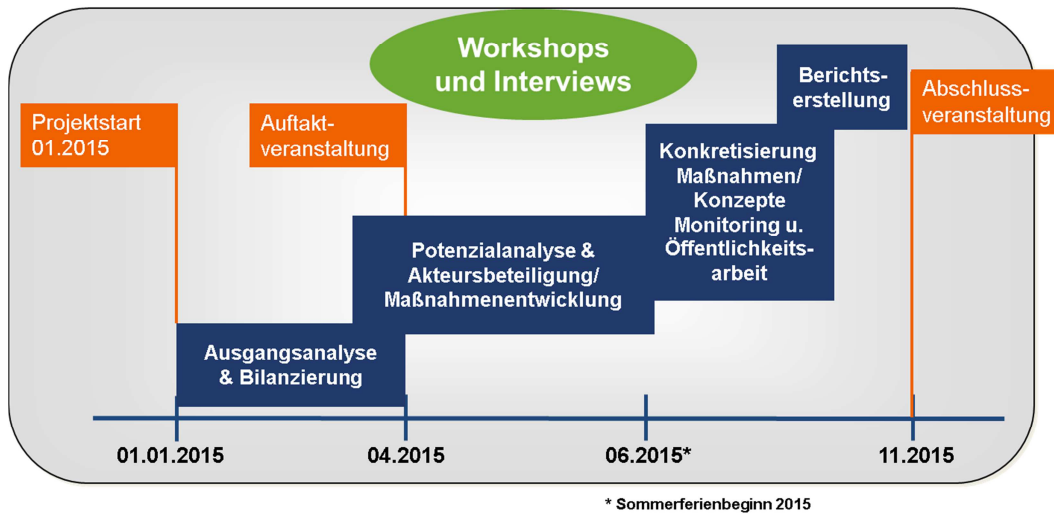 Workshops
und Interviews
Projektstart
01.2015
Auftakt-
veranstaltung
Berichts-
erstellung
Abschluss-
veranstaltung
Konkretisierung
Maßnahmen/
Konzepte
Monitoring u.
Öffentlichkeits-
arbeit
Potenzialanalyse &
Akteursbeteiligung/
Maßnahmenentwicklung
Ausgangsanalyse
& Bilanzierung
01.01.2015
04.2015
06.2015*
11.2015
* Sommerferienbeginn 2015